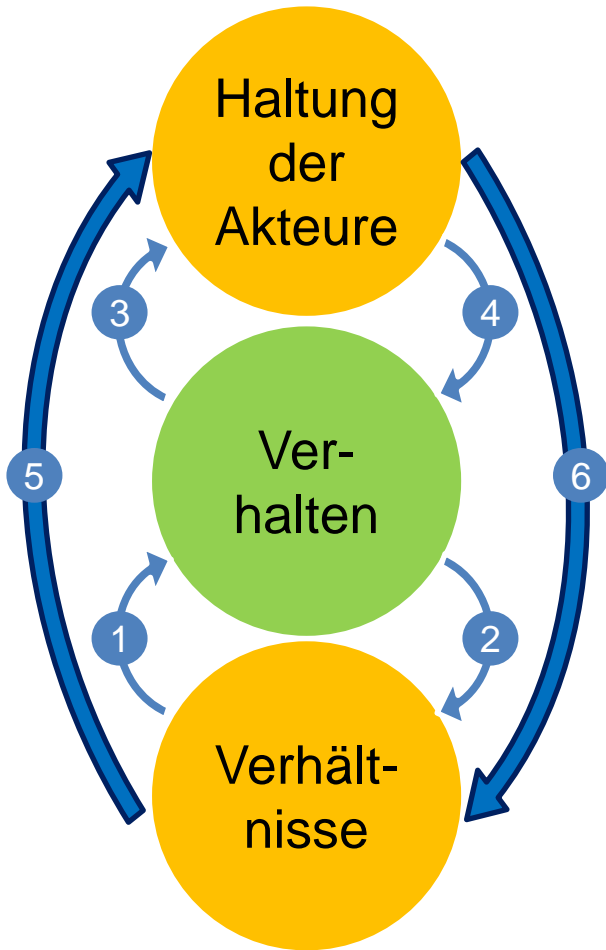 Haltung
der
Akteure
3
4
Ver-
halten
5
6
1
2
Verhält-
nisse